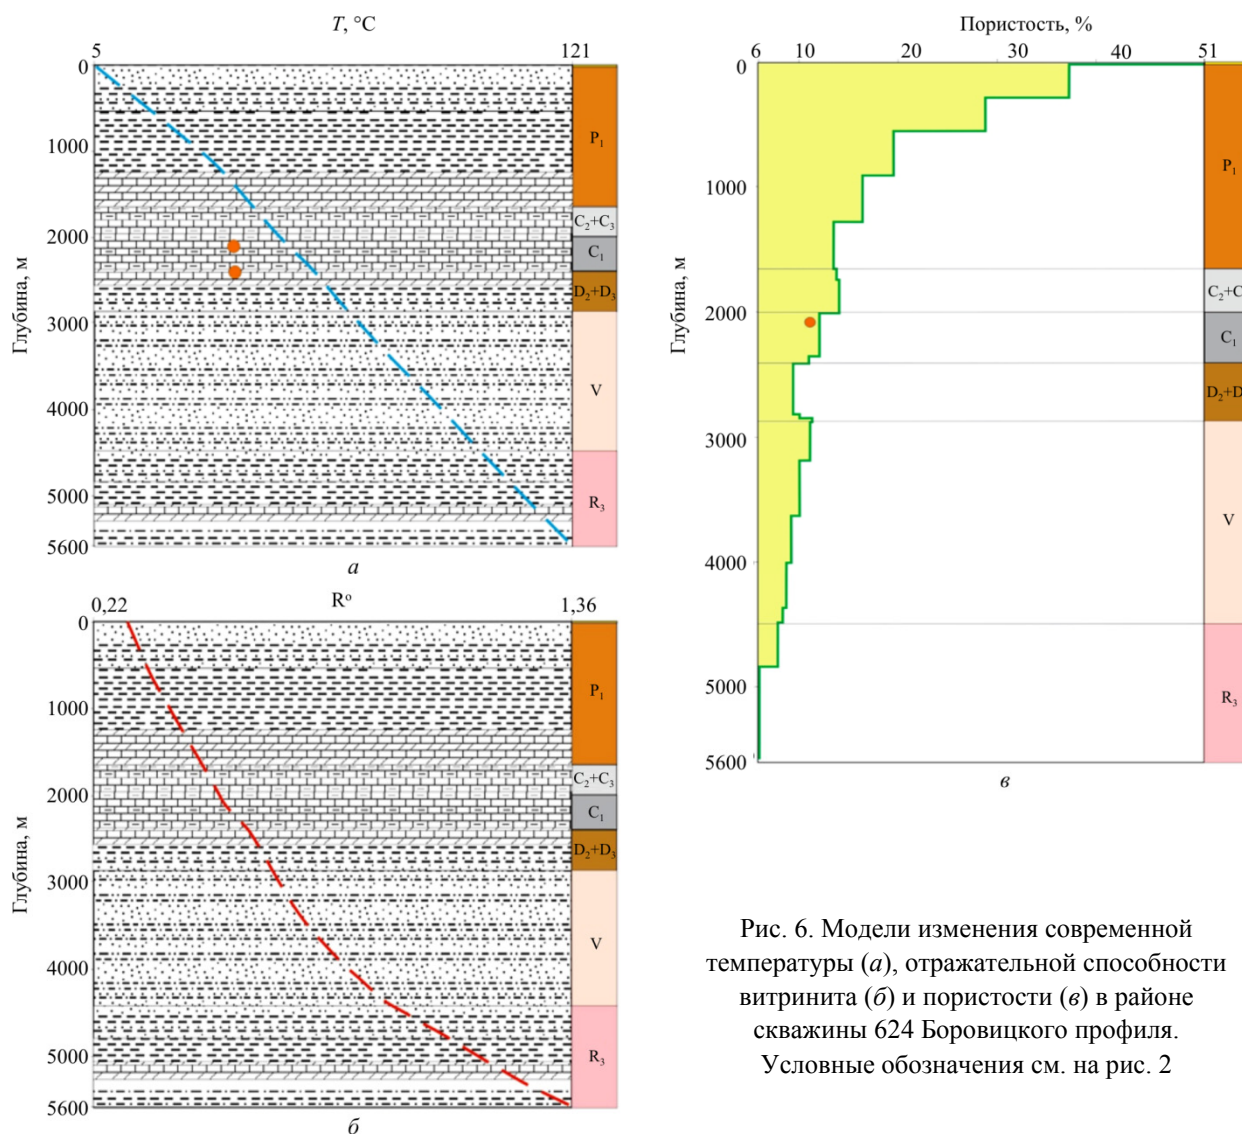 T, °C
5 121
0
1000
2000
3000
4000
5000
5600
Глубина, м
P₁
C₂+C₃
C₁
D₂+D₃
V
R₃
а
Rᵒ
0,22 1,36
0
1000
2000
3000
4000
5000
5600
Глубина, м
P₁
C₂+C₃
C₁
D₂+D₃
V
R₃
б
Пористость, %
6 10 20 30 40 51
0
1000
2000
3000
4000
5000
5600
Глубина, м
P₁
C₂+C
C₁
D₂+D
V
R₃
в
Рис. 6. Модели изменения современной
температуры (а), отражательной способности
витринита (б) и пористости (в) в районе
скважины 624 Боровицкого профиля.
Условные обозначения см. на рис. 2